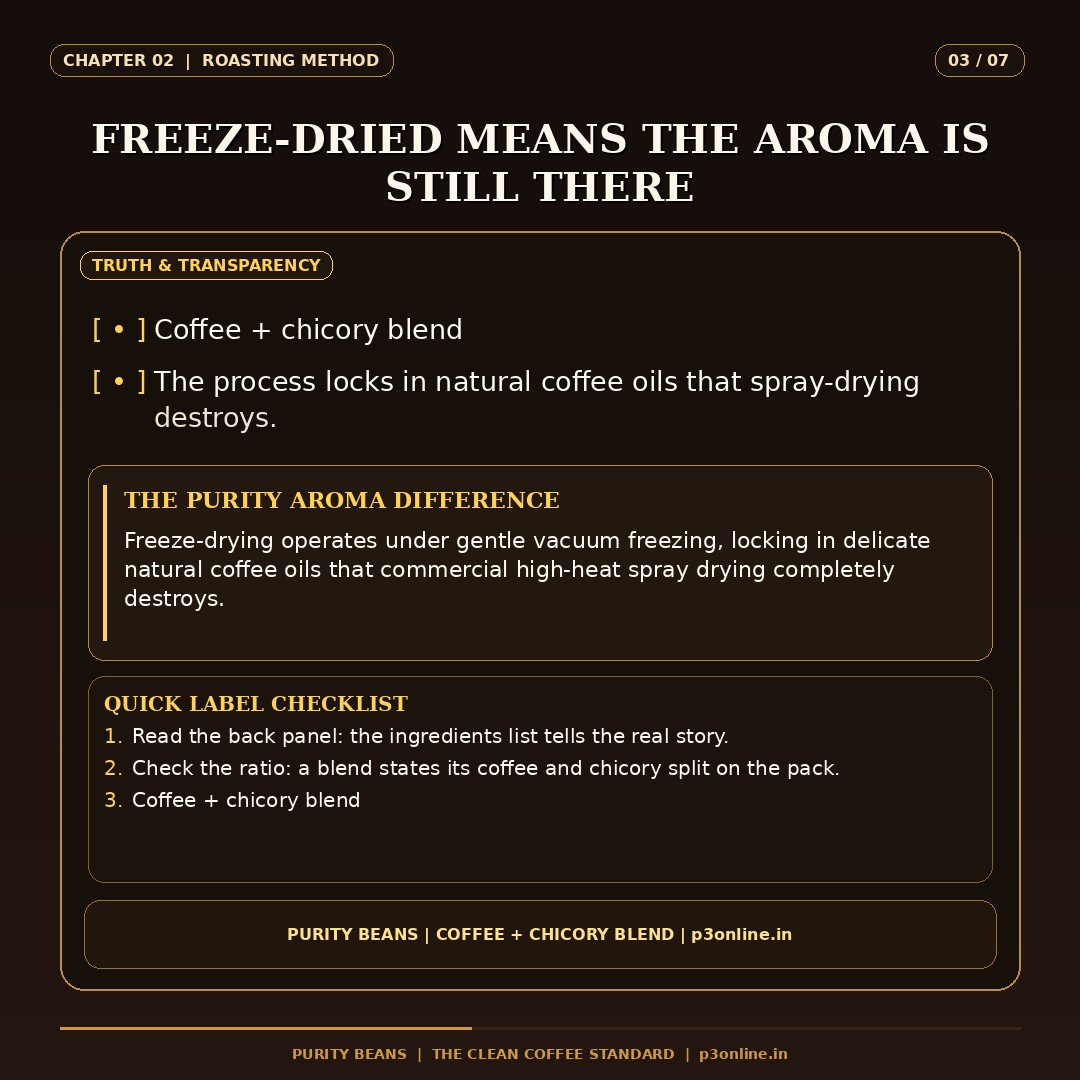 CHAPTER 02 | ROASTING METHOD
03 / 07
FREEZE-DRIED MEANS THE AROMA IS
STILL THERE
TRUTH & TRANSPARENCY
[ • ] Coffee + chicory blend
[ • ] The process locks in natural coffee oils that spray-drying
destroys.
THE PURITY AROMA DIFFERENCE
Freeze-drying operates under gentle vacuum freezing, locking in delicate
natural coffee oils that commercial high-heat spray drying completely
destroys.
QUICK LABEL CHECKLIST
1. Read the back panel: the ingredients list tells the real story.
2. Check the ratio: a blend states its coffee and chicory split on the pack.
3. Coffee + chicory blend
PURITY BEANS | COFFEE + CHICORY BLEND | p3online.in
PURITY BEANS | THE CLEAN COFFEE STANDARD | p3online.in